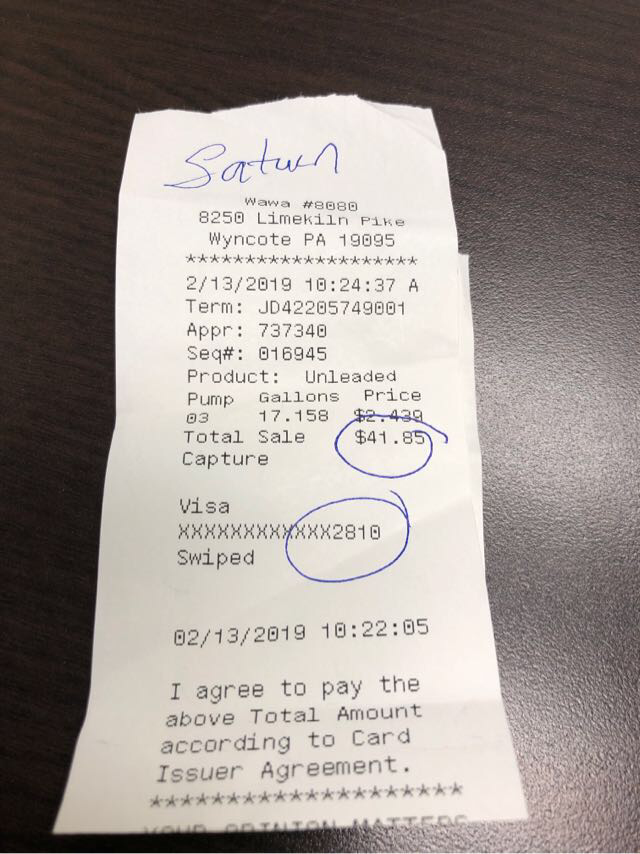 Saturn
Wawa #8080
8250 Limekiln Pike
Wyncote PA 19095
********************
2/13/2019 10:24:37 A
Term: JD42205749001
Appr: 737340
Seq#: 016945
Product: Unleaded
Pump Gallons Price
03 17.158 $2.439
Total Sale $41.85
Capture
Visa
XXXXXXXXXXXX2810
Swiped
02/13/2019 10:22:05
I agree to pay the
above Total Amount
according to Card
Issuer Agreement.
********************
YOUR OPINION MATTERS